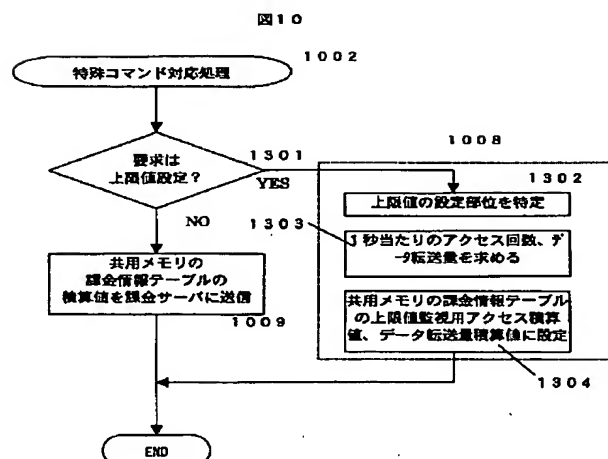 図10
1002
特殊コマンド対応処理
1301
要求は
上限値設定?
YES
NO
1008
1302
上限値の設定部位を特定
1303
1秒当たりのアクセス回数、デ
ータ転送量を求める
共用メモリの課金情報テーブル
の上限値監視用アクセス積算
値、データ転送量積算値に設定
1304
共用メモリの
課金情報テーブルの
積算値を課金サーバに送信
1009
END